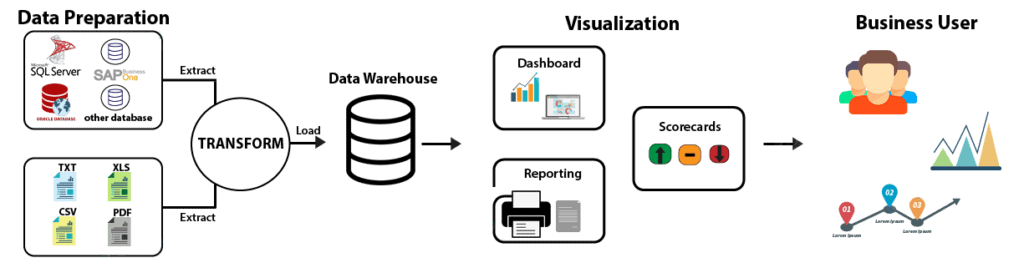 Data Preparation
Microsoft
SQL Server
SAP Business One
ORACLE DATABASE
other database
Extract
TXT
XLS
CSV
PDF
Extract
TRANSFORM
Load
Data Warehouse
Visualization
Dashboard
Reporting
Scorecards
Business User
01
02
03
Lorem Ipsum
Lorem Ipsum
Lorem Ipsum